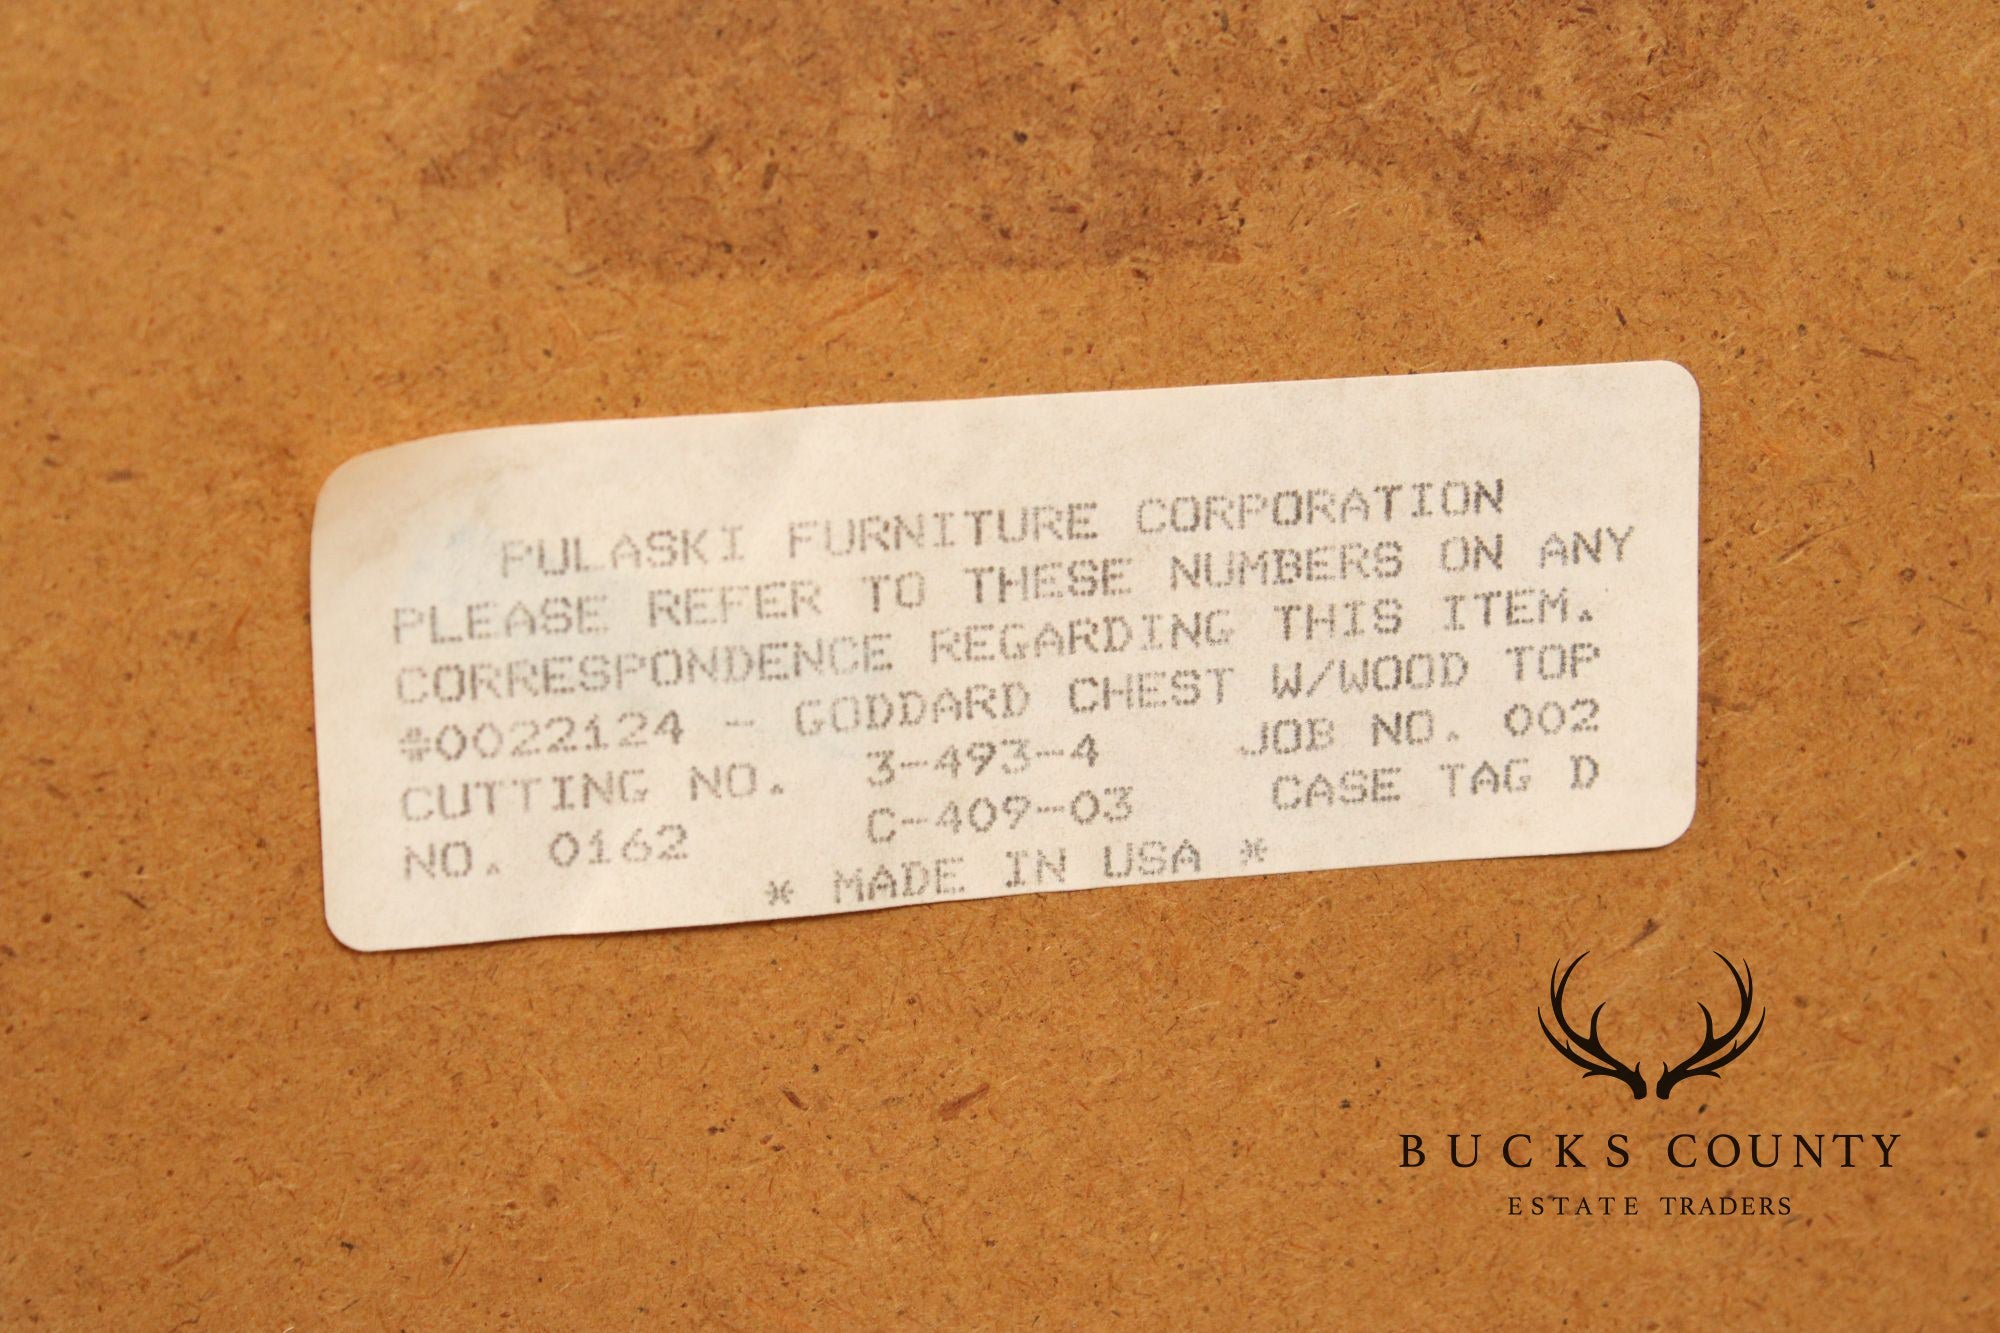 PULASKI FURNITURE CORPORATION
PLEASE REFER TO THESE NUMBERS ON ANY
CORRESPONDENCE REGARDING THIS ITEM.
#0022124 - GODDARD CHEST W/WOOD TOP
CUTTING NO. 3-493-4 JOB NO. 002
NO. 0162 C-409-03 CASE TAG D
* MADE IN USA *
BUCKS COUNTY
ESTATE TRADERS